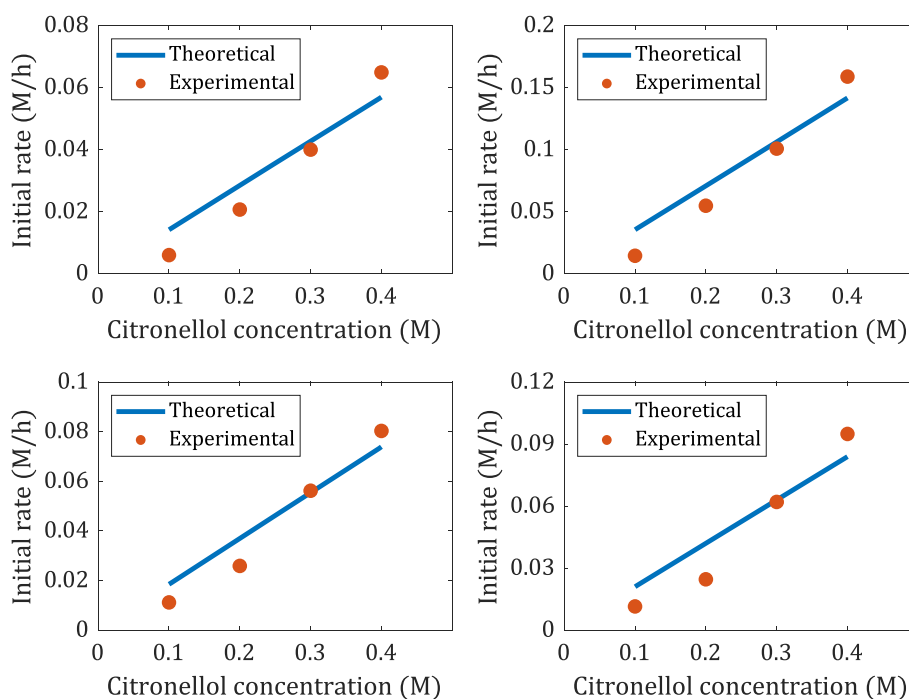 0.08
0.06
0.04
0.02
0
Initial rate (M/h)
Theoretical
Experimental
0 0.1 0.2 0.3 0.4
Citronellol concentration (M)
0.2
0.15
0.1
0.05
0
Initial rate (M/h)
Theoretical
Experimental
0 0.1 0.2 0.3 0.4
Citronellol concentration (M)
0.1
0.08
0.06
0.04
0.02
0
Initial rate (M/h)
Theoretical
Experimental
0 0.1 0.2 0.3 0.4
Citronellol concentration (M)
0.12
0.09
0.06
0.03
0
Initial rate (M/h)
Theoretical
Experimental
0 0.1 0.2 0.3 0.4
Citronellol concentration (M)